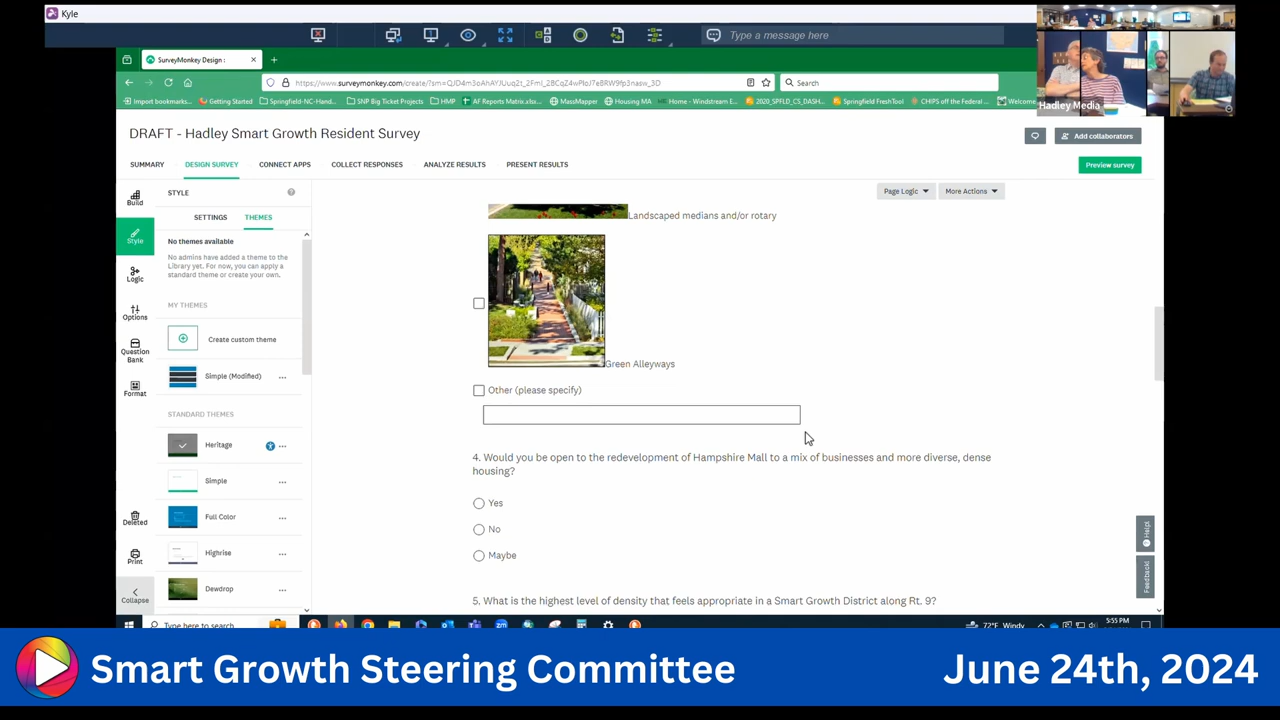 Kyle
Type a message here
SurveyMonkey Design :
Search
Import bookmarks...
Getting Started
Springfield-NC-Hand...
SNP Big Ticket Projects
HMP
AF Reports Matrix.xlsx...
MassMapper
Housing MA
Home - Windstream E...
2020_SPFLD_CS_DASH...
Springfield FreshTool
CHIPS off the Federal ...
Welcome
Hadley Media
DRAFT - Hadley Smart Growth Resident Survey
Add collaborators
SUMMARY
DESIGN SURVEY
CONNECT APPS
COLLECT RESPONSES
ANALYZE RESULTS
PRESENT RESULTS
Preview survey
Build
Style
Logic
Options
Question Bank
Format
Deleted
Print
Collapse
STYLE
SETTINGS
THEMES
No themes available
No admins have added a theme to the
Library yet. For now, you can apply a
standard theme or create your own.
MY THEMES
Create custom theme
Simple (Modified)
STANDARD THEMES
Heritage
Simple
Full Color
Highrise
Dewdrop
Page Logic
More Actions
Landscaped medians and/or rotary
Green Alleyways
Other (please specify)
4. Would you be open to the redevelopment of Hampshire Mall to a mix of businesses and more diverse, dense
housing?
Yes
No
Maybe
5. What is the highest level of density that feels appropriate in a Smart Growth District along Rt. 9?
Help!
Feedback!
Type here to search
72°F Windy
5:55 PM
Smart Growth Steering Committee
June 24th, 2024